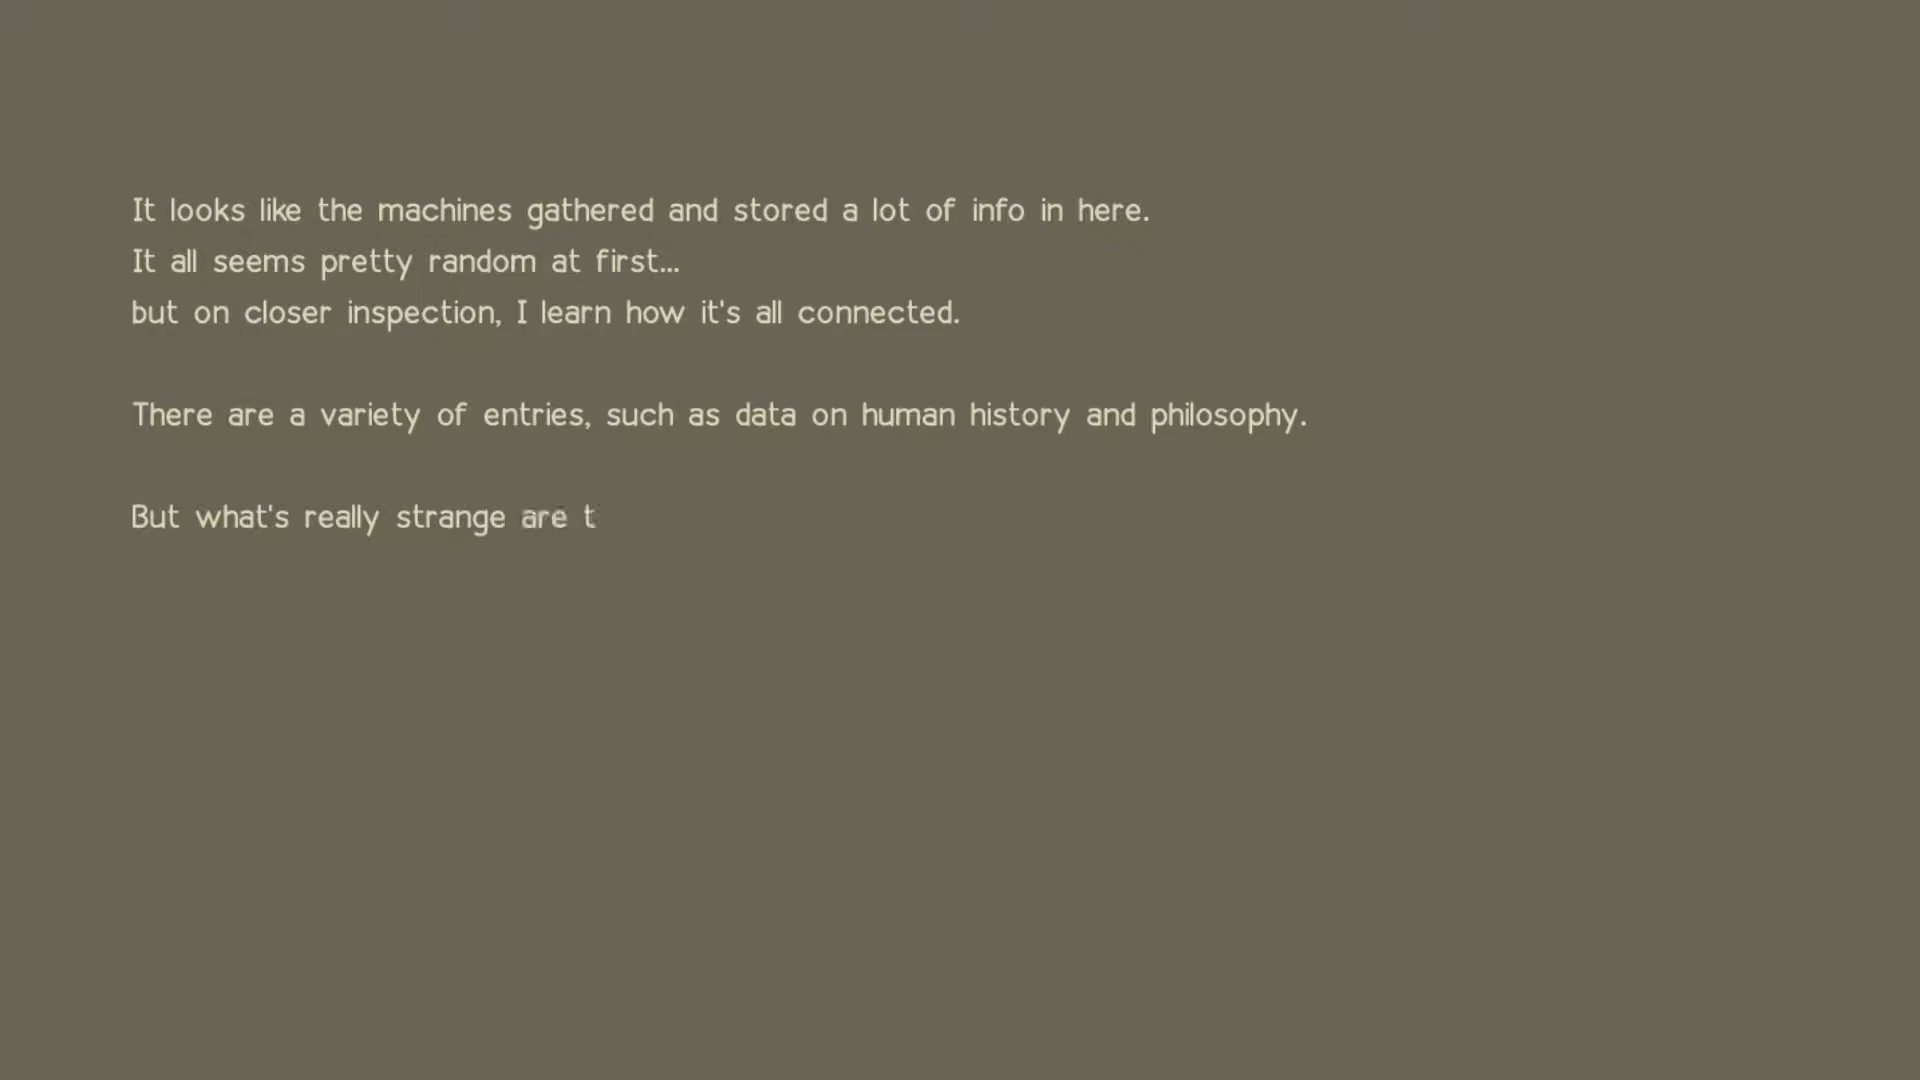 It looks like the machines gathered and stored a lot of info in here.
It all seems pretty random at first...
but on closer inspection, I learn how it's all connected.
There are a variety of entries, such as data on human history and philosophy.
But what's really strange are t